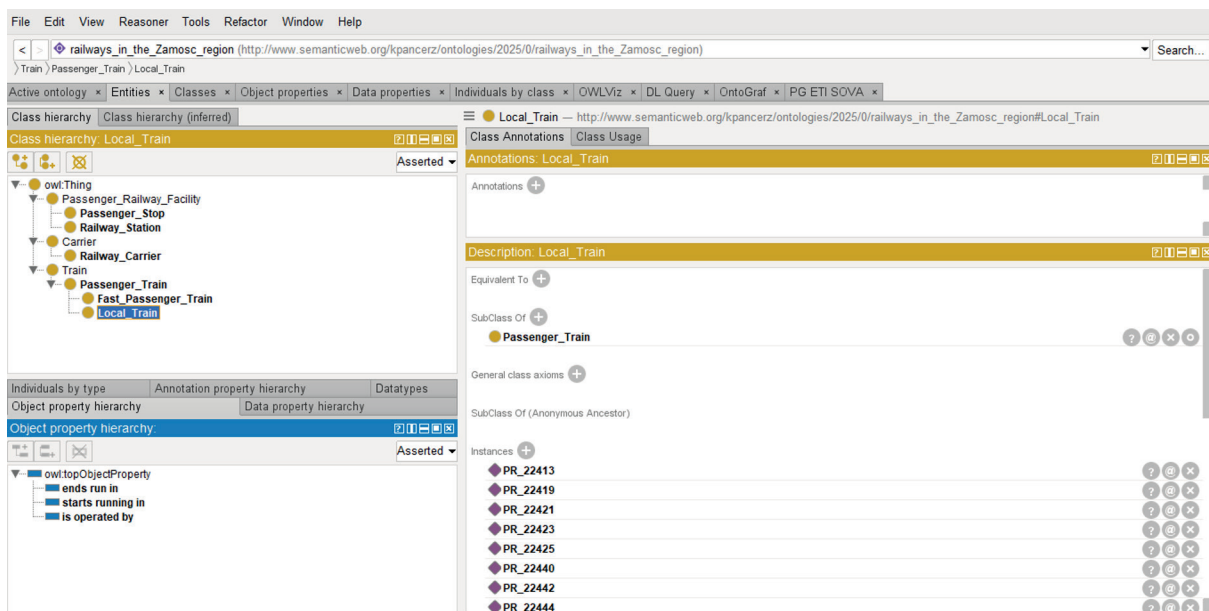 File Edit View Reasoner Tools Refactor Window Help
< > railways_in_the_Zamosc_region (http://www.semanticweb.org/kpancerz/ontologies/2025/0/railways_in_the_Zamosc_region) Search...
Train Passenger_Train Local_Train
Active ontology × Entities × Classes × Object properties × Data properties × Individuals by class × OWLViz × DL Query × OntoGraf × PG ETI SOVA ×
Class hierarchy Class hierarchy (inferred)
Class hierarchy: Local_Train
Asserted
owl:Thing
Passenger_Railway_Facility
Passenger_Stop
Railway_Station
Carrier
Railway_Carrier
Train
Passenger_Train
Fast_Passenger_Train
Local_Train
Individuals by type Annotation property hierarchy Datatypes
Object property hierarchy Data property hierarchy
Object property hierarchy:
Asserted
owl:topObjectProperty
ends run in
starts running in
is operated by
Local_Train — http://www.semanticweb.org/kpancerz/ontologies/2025/0/railways_in_the_Zamosc_region#Local_Train
Class Annotations Class Usage
Annotations: Local_Train
Annotations
Description: Local_Train
Equivalent To
SubClass Of
Passenger_Train
General class axioms
SubClass Of (Anonymous Ancestor)
Instances
PR_22413
PR_22419
PR_22421
PR_22423
PR_22425
PR_22440
PR_22442
PR_22444